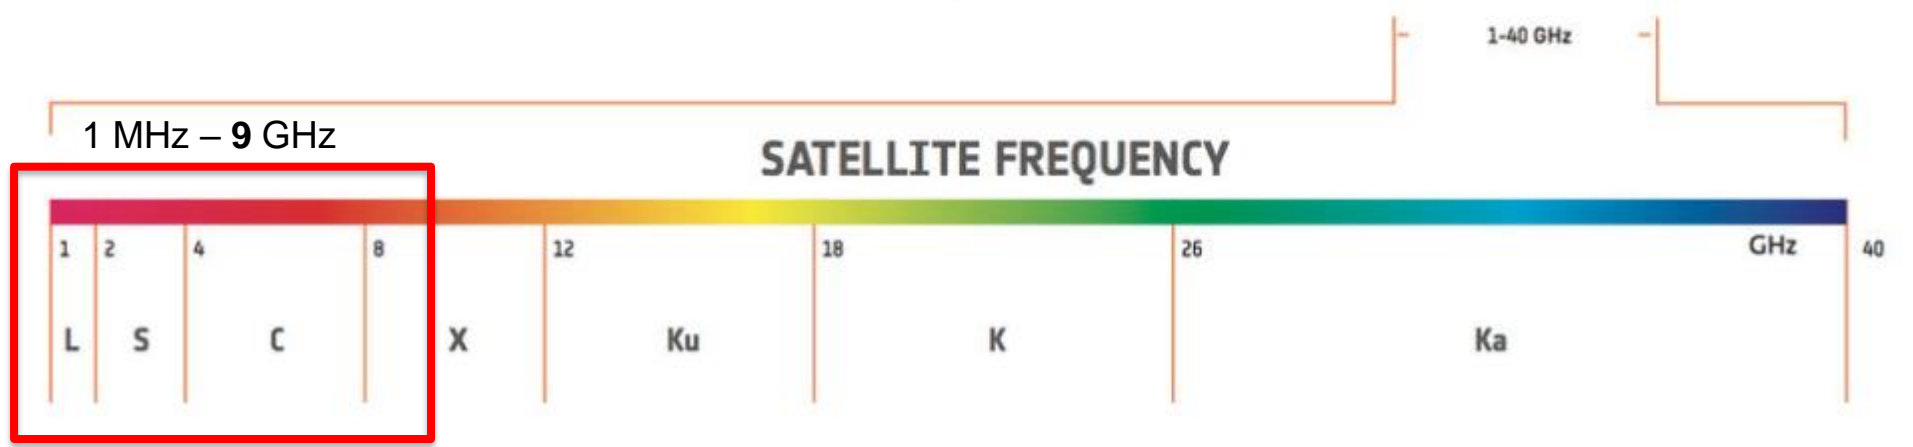 1-40 GHz
1 MHz – 9 GHz
SATELLITE FREQUENCY
1 2 4 8 12 18 26 GHz 40
L S C X Ku K Ka